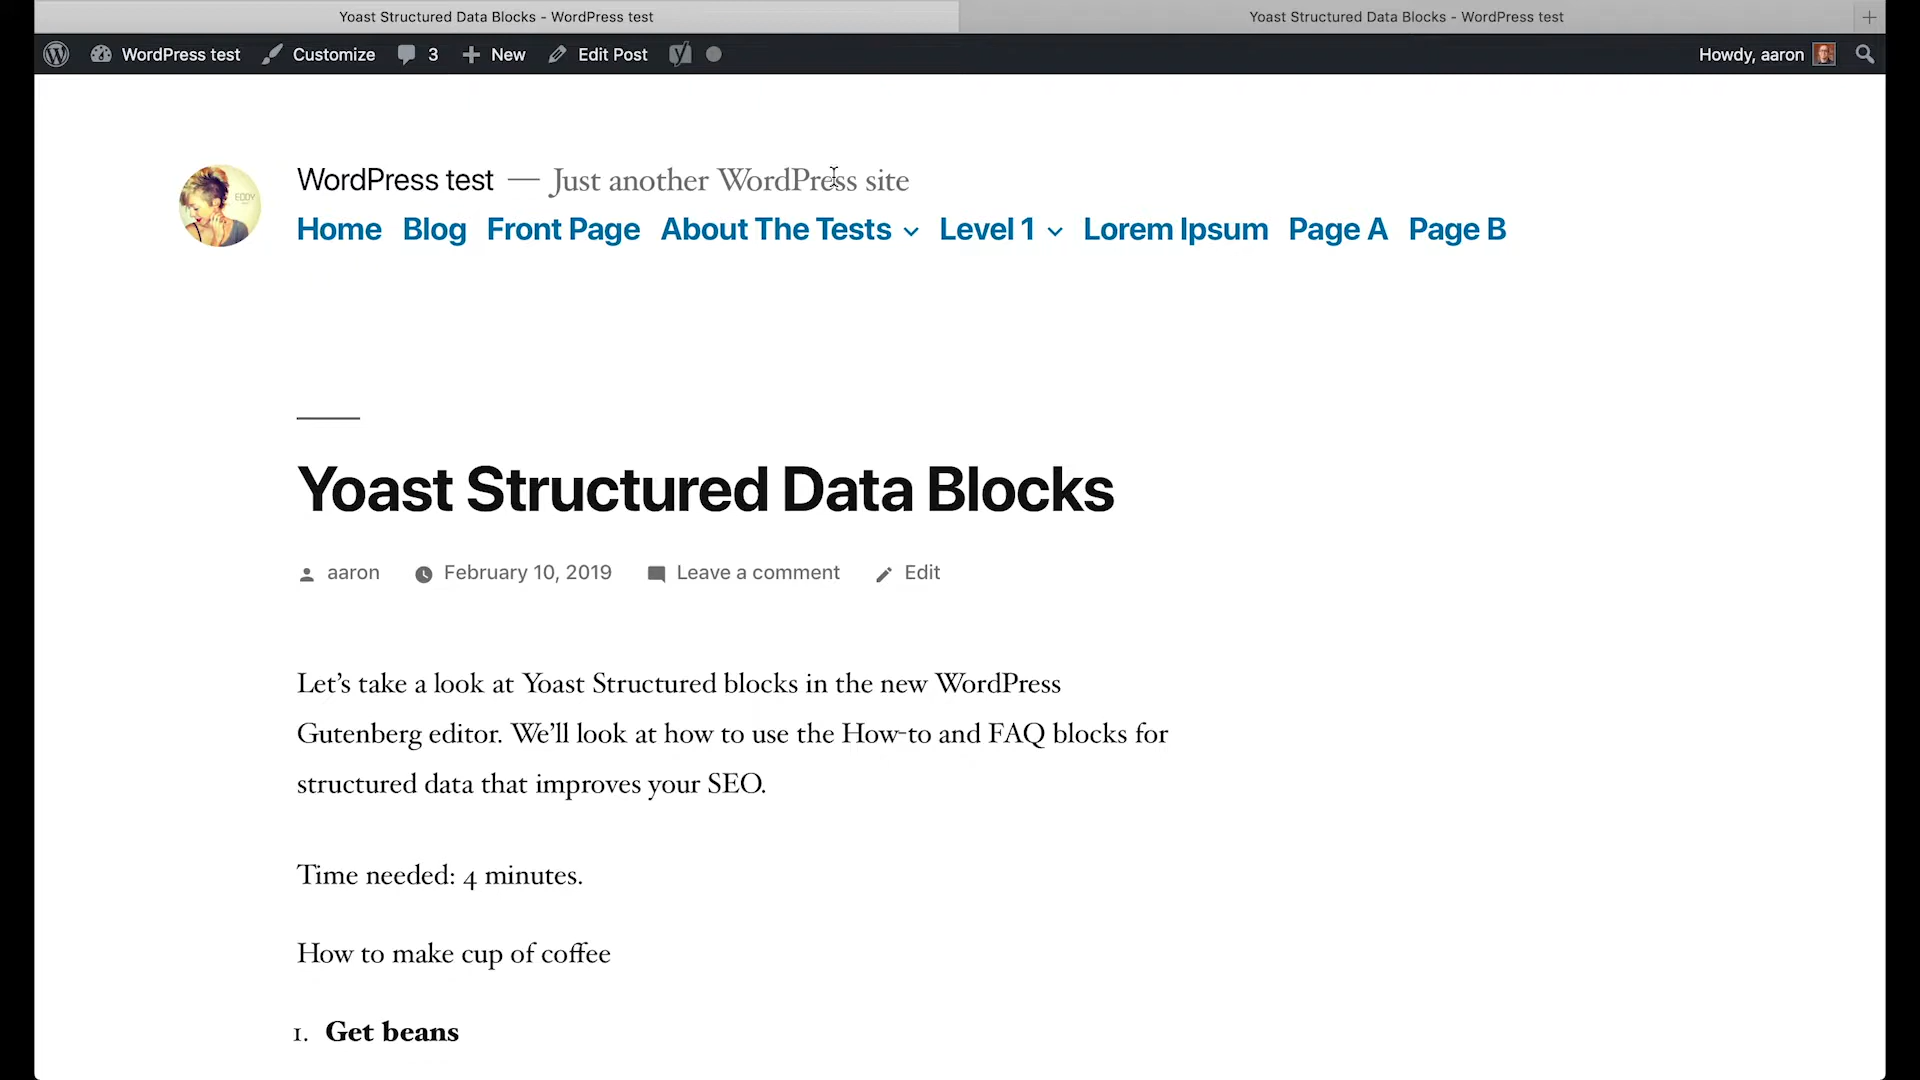 Yoast Structured Data Blocks - WordPress test
Yoast Structured Data Blocks - WordPress test
WordPress test Customize 3 New Edit Post Howdy, aaron
WordPress test — Just another WordPress site
EDDY
Home Blog Front Page About The Tests Level 1 Lorem Ipsum Page A Page B
Yoast Structured Data Blocks
aaron February 10, 2019 Leave a comment Edit
Let’s take a look at Yoast Structured blocks in the new WordPress
Gutenberg editor. We’ll look at how to use the How-to and FAQ blocks for
structured data that improves your SEO.
Time needed: 4 minutes.
How to make cup of coffee
1. Get beans